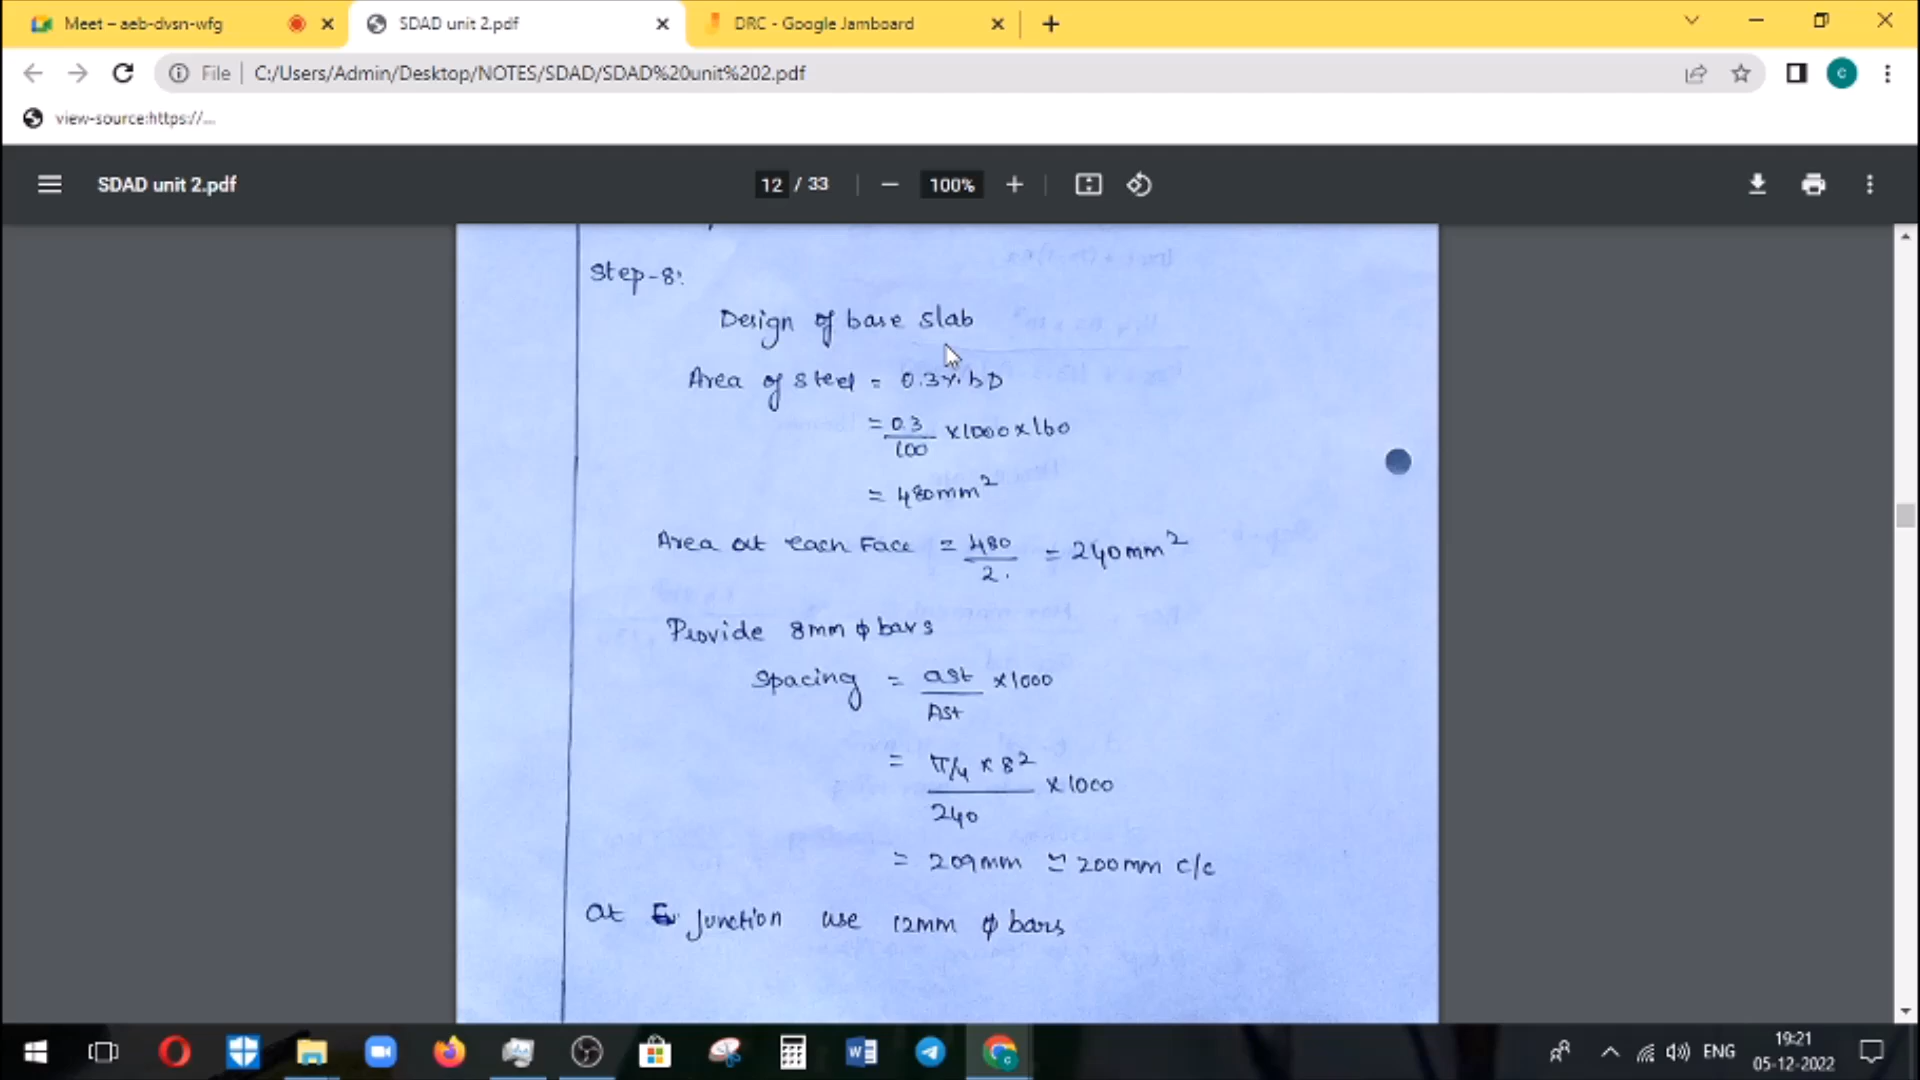 Meet – aeb-dvsn-wfg
SDAD unit 2.pdf
DRC - Google Jamboard
File
C:/Users/Admin/Desktop/NOTES/SDAD/SDAD%20unit%202.pdf
C
view-source:https://...
SDAD unit 2.pdf
12 / 33
100%
Step-8:
Design of base slab
Area of steel = 0.3%.bD
= 0.3/100 ×1000×160
= 480mm²
Area at each Face = 480/2. = 240mm²
Provide 8mm ϕ bars
Spacing = ast/Ast ×1000
= π/4 × 8²/240 ×1000
= 209mm ≃ 200mm c/c
at Junction use 12mm ϕ bars
ENG
19:21
05-12-2022